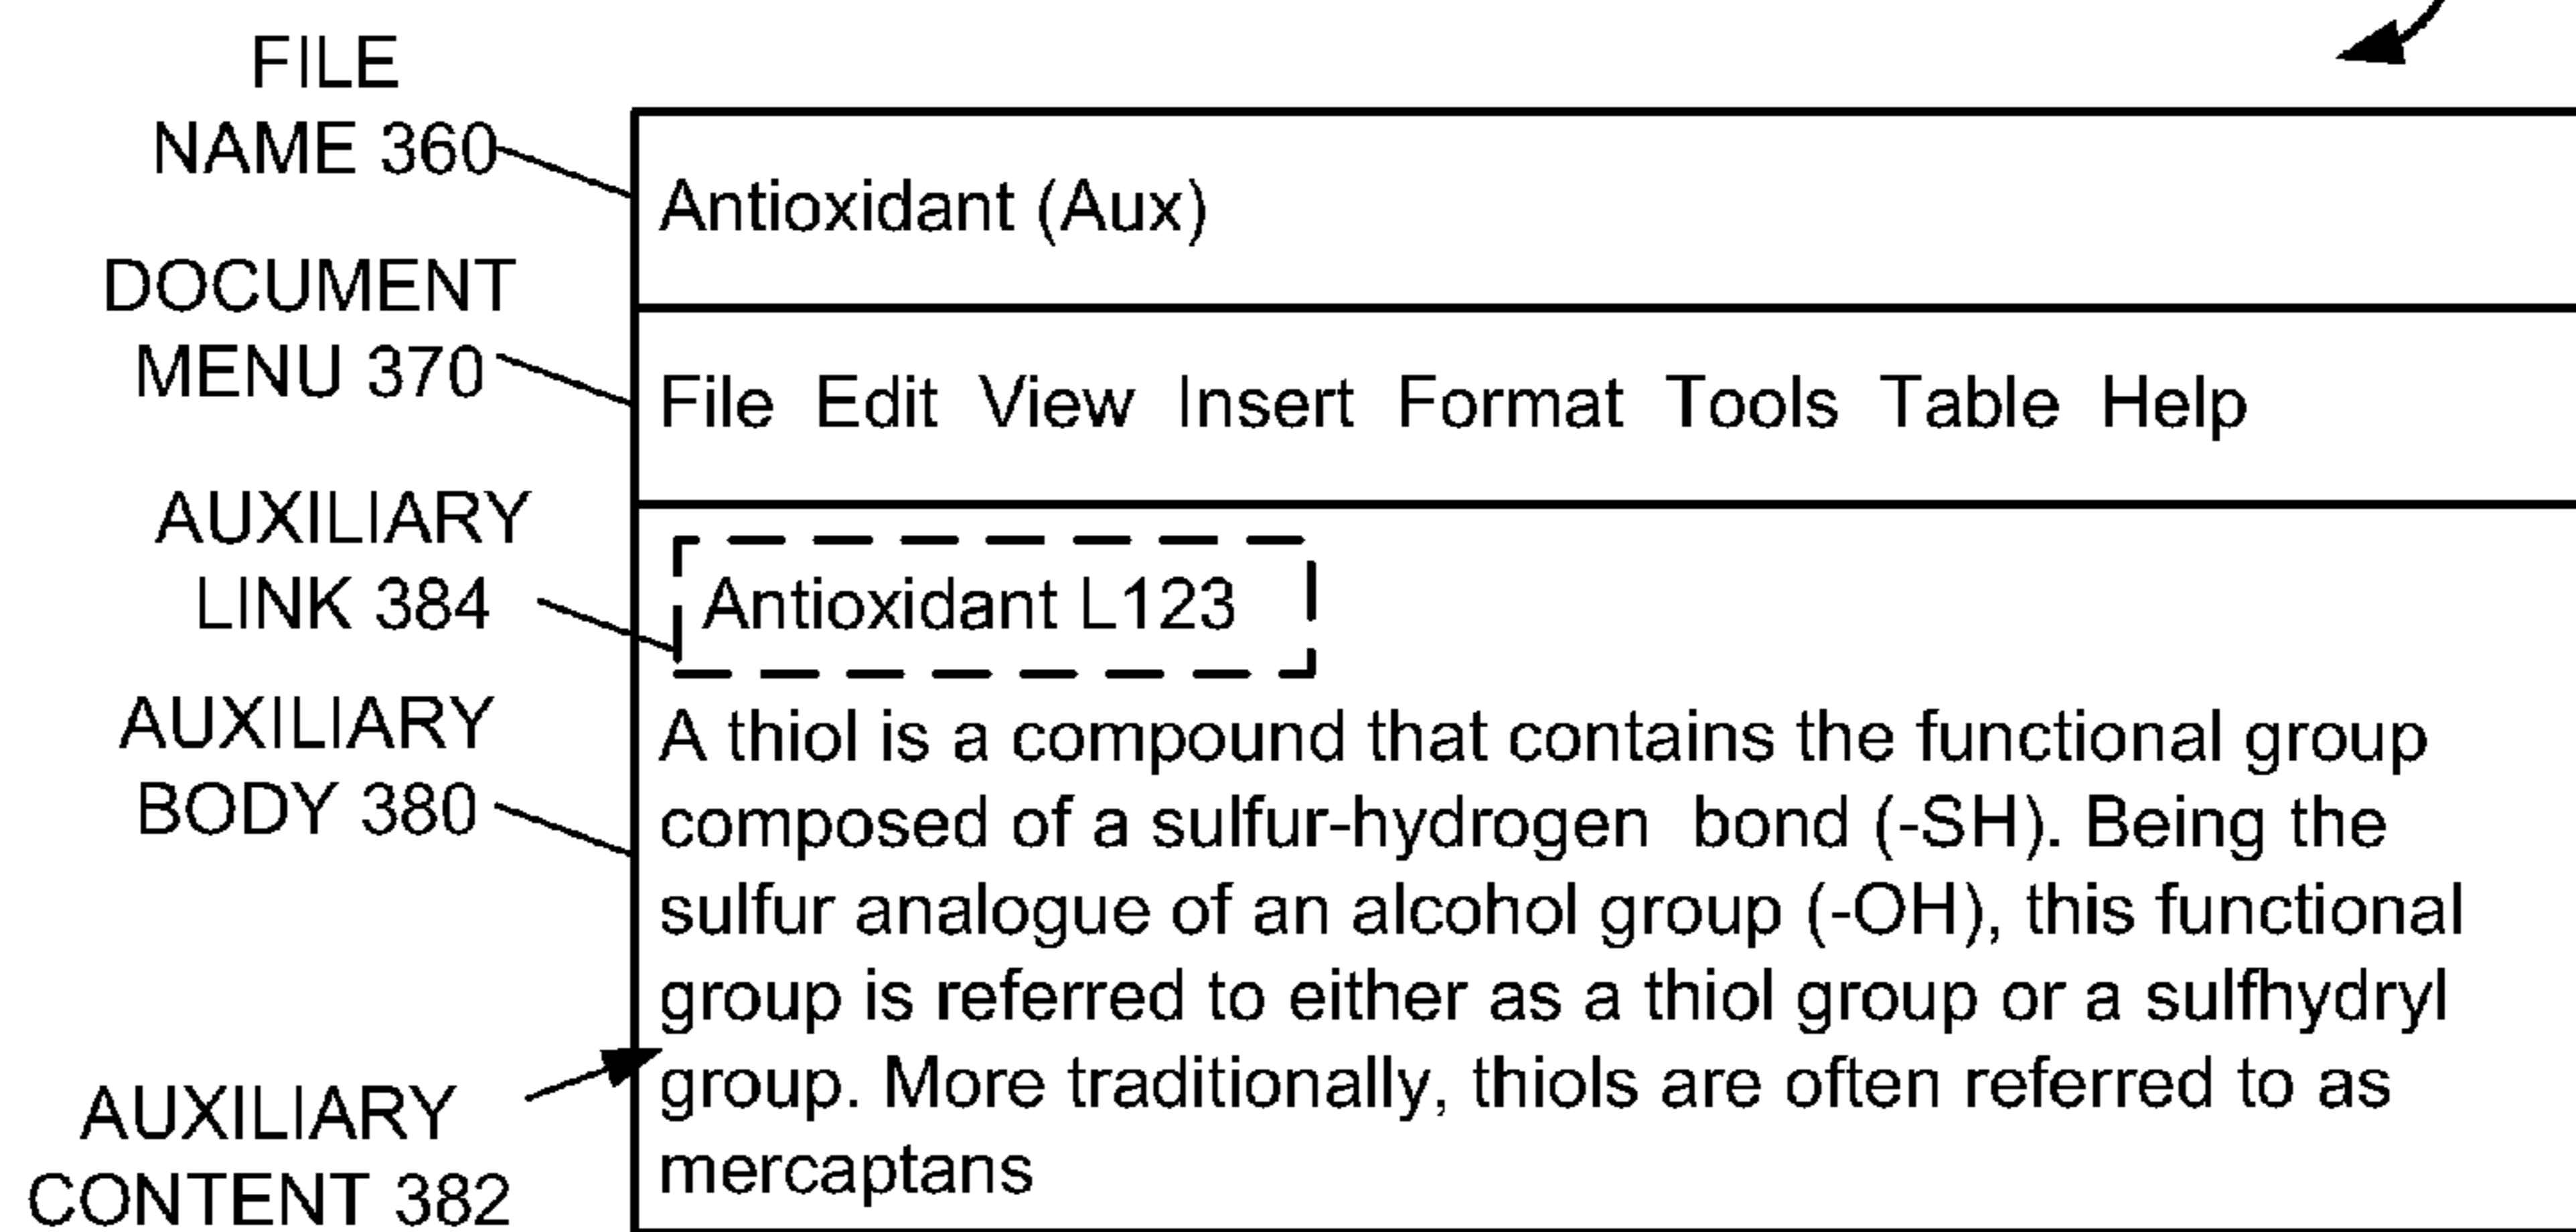 FILE
NAME 360
Antioxidant (Aux)
DOCUMENT
MENU 370
File Edit View Insert Format Tools Table Help
AUXILIARY
LINK 384
Antioxidant L123
AUXILIARY
BODY 380
A thiol is a compound that contains the functional group
composed of a sulfur-hydrogen bond (-SH). Being the
sulfur analogue of an alcohol group (-OH), this functional
group is referred to either as a thiol group or a sulfhydryl
group. More traditionally, thiols are often referred to as
mercaptans
AUXILIARY
CONTENT 382